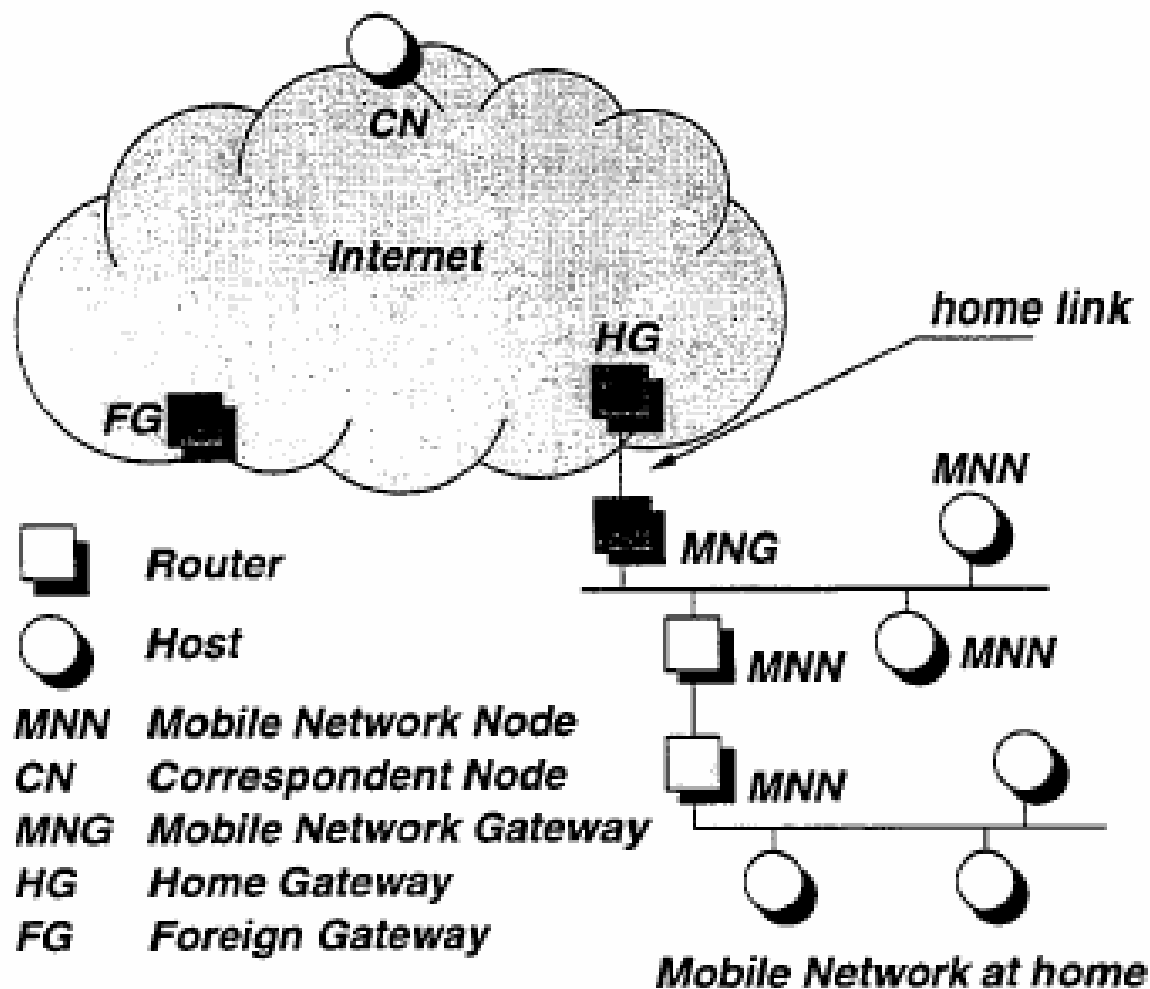 CN
Internet
home link
HG
FG
MNN
MNG
Router
Host
MNN
MNN
MNN
MNN Mobile Network Node
CN Correspondent Node
MNG Mobile Network Gateway
HG Home Gateway
FG Foreign Gateway
Mobile Network at home